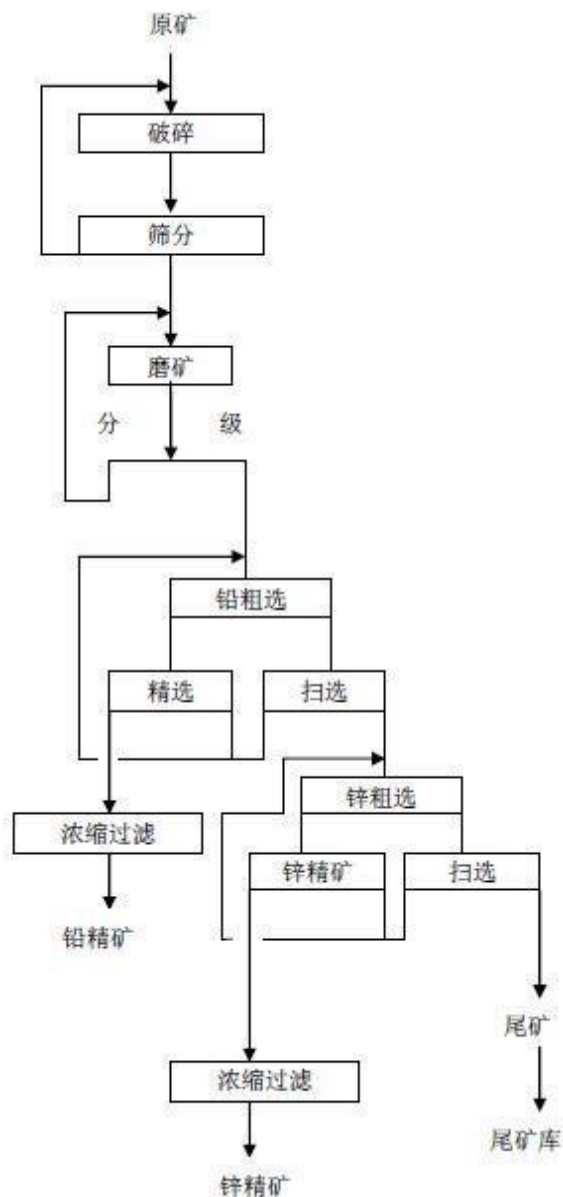 原矿
破碎
筛分
磨矿
分 级
铅粗选
精选 扫选
锌粗选
浓缩过滤
锌精矿 扫选
铅精矿
尾矿
浓缩过滤
尾矿库
锌精矿